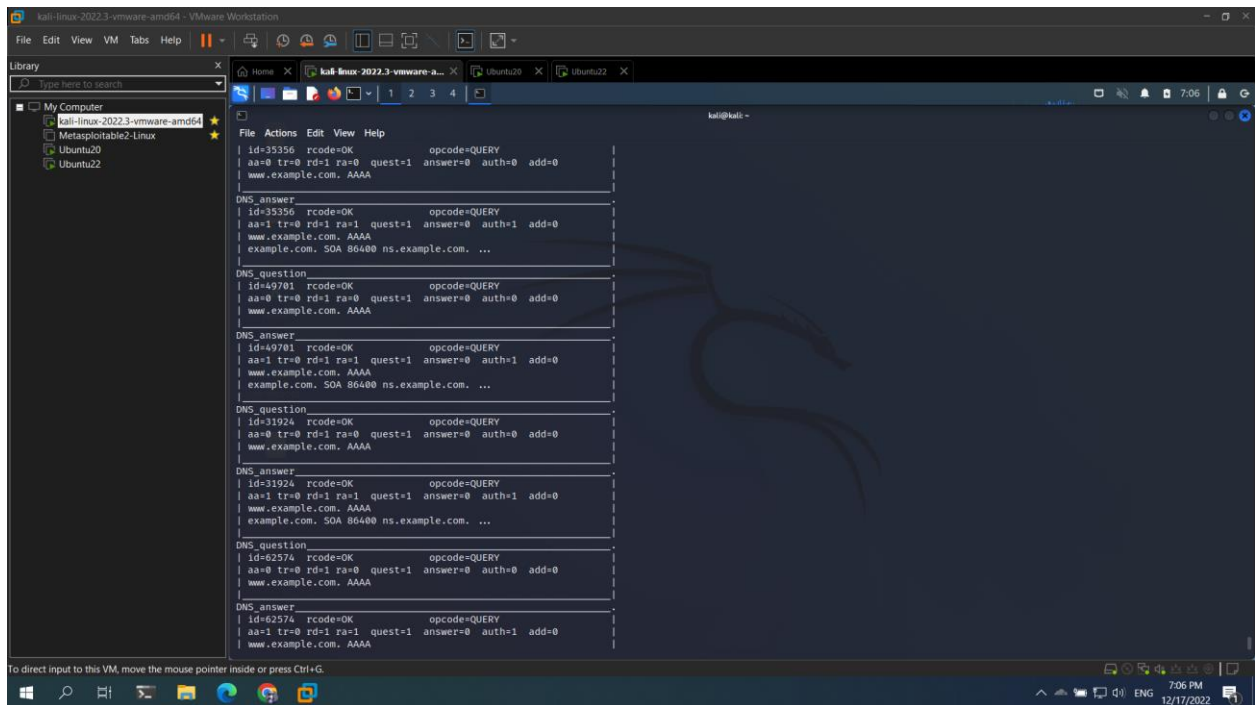 kali-linux-2022.3-vmware-amd64 - VMware Workstation
File Edit View VM Tabs Help
Library
Type here to search
My Computer
kali-linux-2022.3-vmware-amd64
Metasploitable2-Linux
Ubuntu20
Ubuntu22
Home kali-linux-2022.3-vmware-a... Ubuntu20 Ubuntu22
1 2 3 4 7:06
kali@kali: ~
File Actions Edit View Help
| id=35356 rcode=OK opcode=QUERY |
| aa=0 tr=0 rd=1 ra=0 quest=1 answer=0 auth=0 add=0 |
| www.example.com. AAAA |
|_____________________________________________|
DNS_answer___________________________________.
| id=35356 rcode=OK opcode=QUERY |
| aa=1 tr=0 rd=1 ra=1 quest=1 answer=0 auth=1 add=0 |
| www.example.com. AAAA |
| example.com. SOA 86400 ns.example.com. ... |
|_____________________________________________|
DNS_question_________________________________.
| id=49701 rcode=OK opcode=QUERY |
| aa=0 tr=0 rd=1 ra=0 quest=1 answer=0 auth=0 add=0 |
| www.example.com. AAAA |
|_____________________________________________|
DNS_answer___________________________________.
| id=49701 rcode=OK opcode=QUERY |
| aa=1 tr=0 rd=1 ra=1 quest=1 answer=0 auth=1 add=0 |
| www.example.com. AAAA |
| example.com. SOA 86400 ns.example.com. ... |
|_____________________________________________|
DNS_question_________________________________.
| id=31924 rcode=OK opcode=QUERY |
| aa=0 tr=0 rd=1 ra=0 quest=1 answer=0 auth=0 add=0 |
| www.example.com. AAAA |
|_____________________________________________|
DNS_answer___________________________________.
| id=31924 rcode=OK opcode=QUERY |
| aa=1 tr=0 rd=1 ra=1 quest=1 answer=0 auth=1 add=0 |
| www.example.com. AAAA |
| example.com. SOA 86400 ns.example.com. ... |
|_____________________________________________|
DNS_question_________________________________.
| id=62574 rcode=OK opcode=QUERY |
| aa=0 tr=0 rd=1 ra=0 quest=1 answer=0 auth=0 add=0 |
| www.example.com. AAAA |
|_____________________________________________|
DNS_answer___________________________________.
| id=62574 rcode=OK opcode=QUERY |
| aa=1 tr=0 rd=1 ra=1 quest=1 answer=0 auth=1 add=0 |
| www.example.com. AAAA |
To direct input to this VM, move the mouse pointer inside or press Ctrl+G.
ENG 7:06 PM
12/17/2022